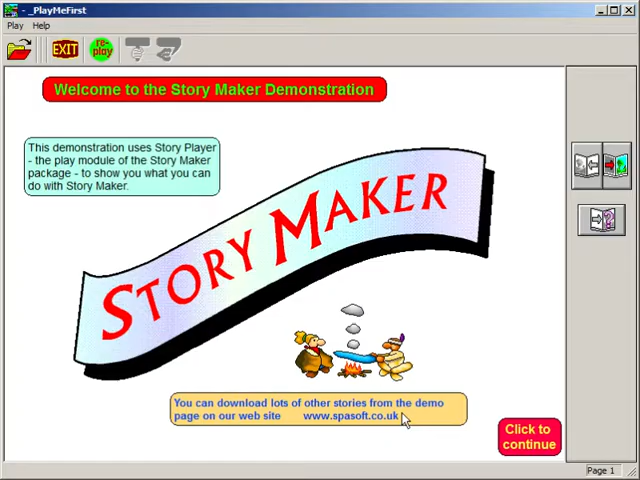 - _PlayMeFirst
Play Help
EXIT
re-
play
Welcome to the Story Maker Demonstration
This demonstration uses Story Player
- the play module of the Story Maker
package - to show you what you can
do with Story Maker.
STORY MAKER
You can download lots of other stories from the demo
page on our web site www.spasoft.co.uk
Click to
continue
Page 1